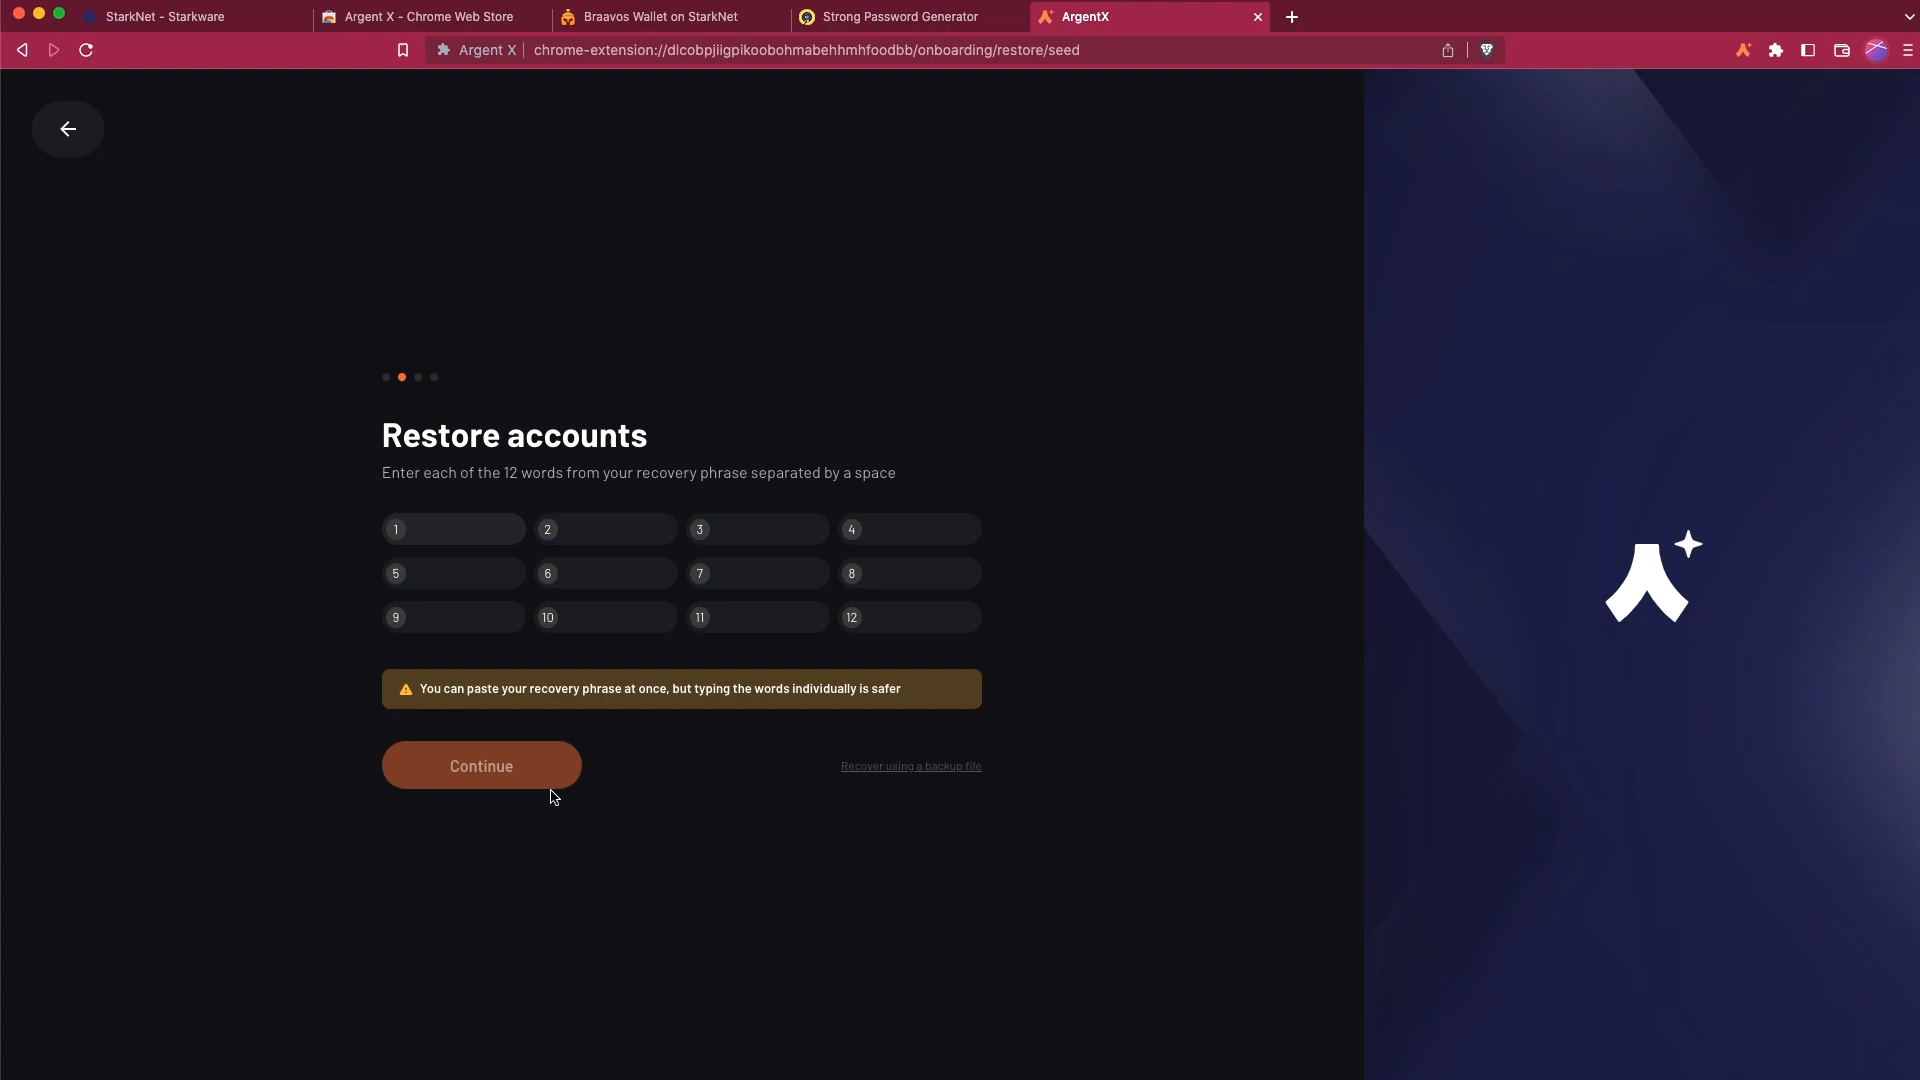 StarkNet - Starkware
Argent X - Chrome Web Store
Braavos Wallet on StarkNet
Strong Password Generator
ArgentX
Argent X
chrome-extension://dlcobpjiigpikoobohmabehhmhfoodbb/onboarding/restore/seed
Restore accounts
Enter each of the 12 words from your recovery phrase separated by a space
1 2 3 4
5 6 7 8
9 10 11 12
You can paste your recovery phrase at once, but typing the words individually is safer
Continue
Recover using a backup file